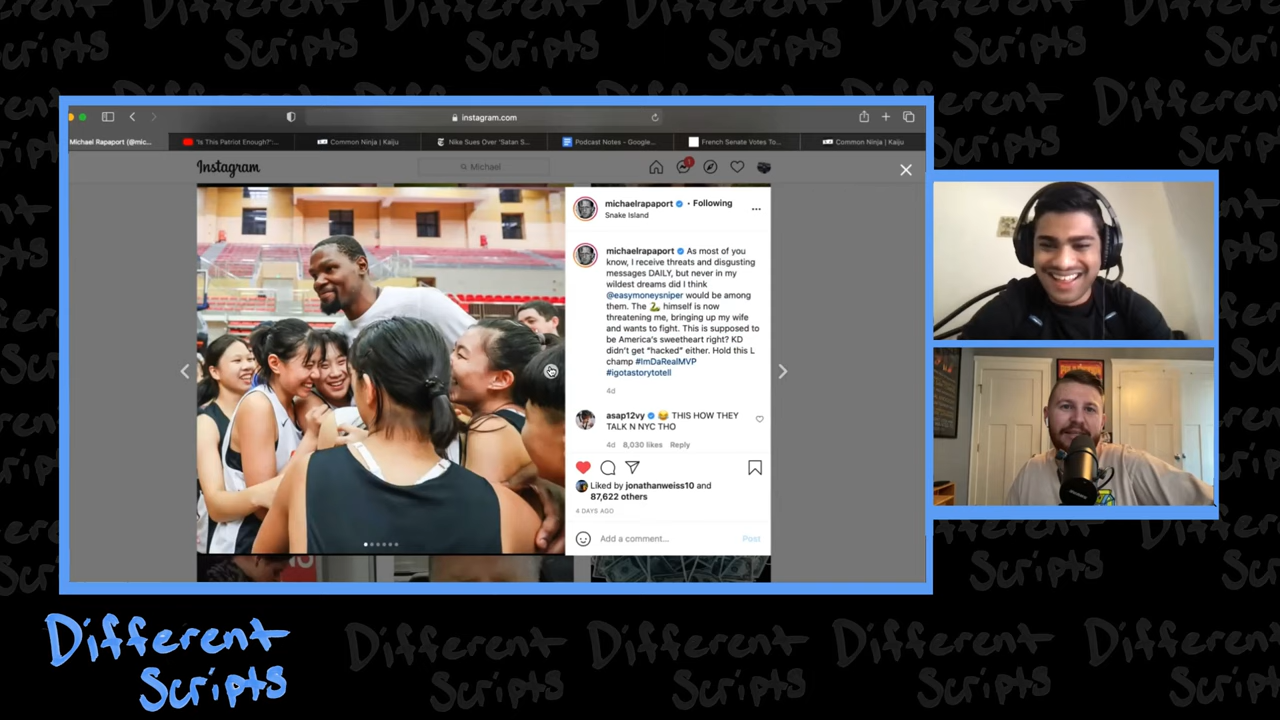 Different
Scripts
instagram.com
Michael Rapaport (@mic...
'Is This Patriot Enough?':...
Common Ninja | Kaiju
Nike Sues Over 'Satan S...
Podcast Notes - Google...
French Senate Votes To...
Common Ninja | Kaiju
Instagram
Michael
1
michaelrapaport • Following
Snake Island
michaelrapaport As most of you
know, I receive threats and disgusting
messages DAILY, but never in my
wildest dreams did I think
@easymoneysniper would be among
them. The 🐍 himself is now
threatening me, bringing up my wife
and wants to fight. This is supposed to
be America's sweetheart right? KD
didn't get "hacked" either. Hold this L
champ #ImDaRealMVP
#igotastorytotell
4d
asap12vy 😂 THIS HOW THEY
TALK N NYC THO
4d 8,030 likes Reply
Liked by jonathanweiss10 and
87,622 others
4 DAYS AGO
Add a comment... Post
Different
Scripts